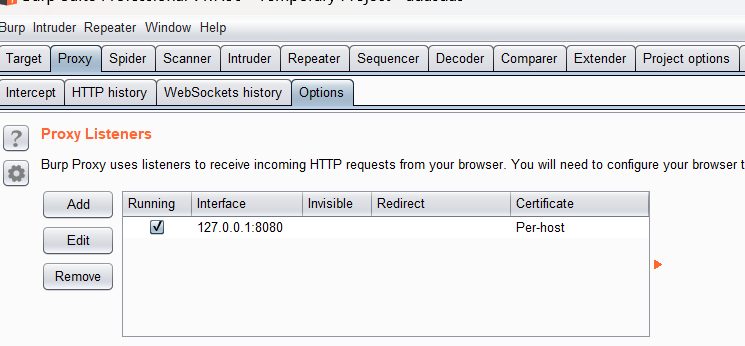 Burp Intruder Repeater Window Help
Target Proxy Spider Scanner Intruder Repeater Sequencer Decoder Comparer Extender Project options
Intercept HTTP history WebSockets history Options
? Proxy Listeners
Burp Proxy uses listeners to receive incoming HTTP requests from your browser. You will need to configure your browser t
Add Running Interface Invisible Redirect Certificate
127.0.0.1:8080 Per-host
Edit
Remove